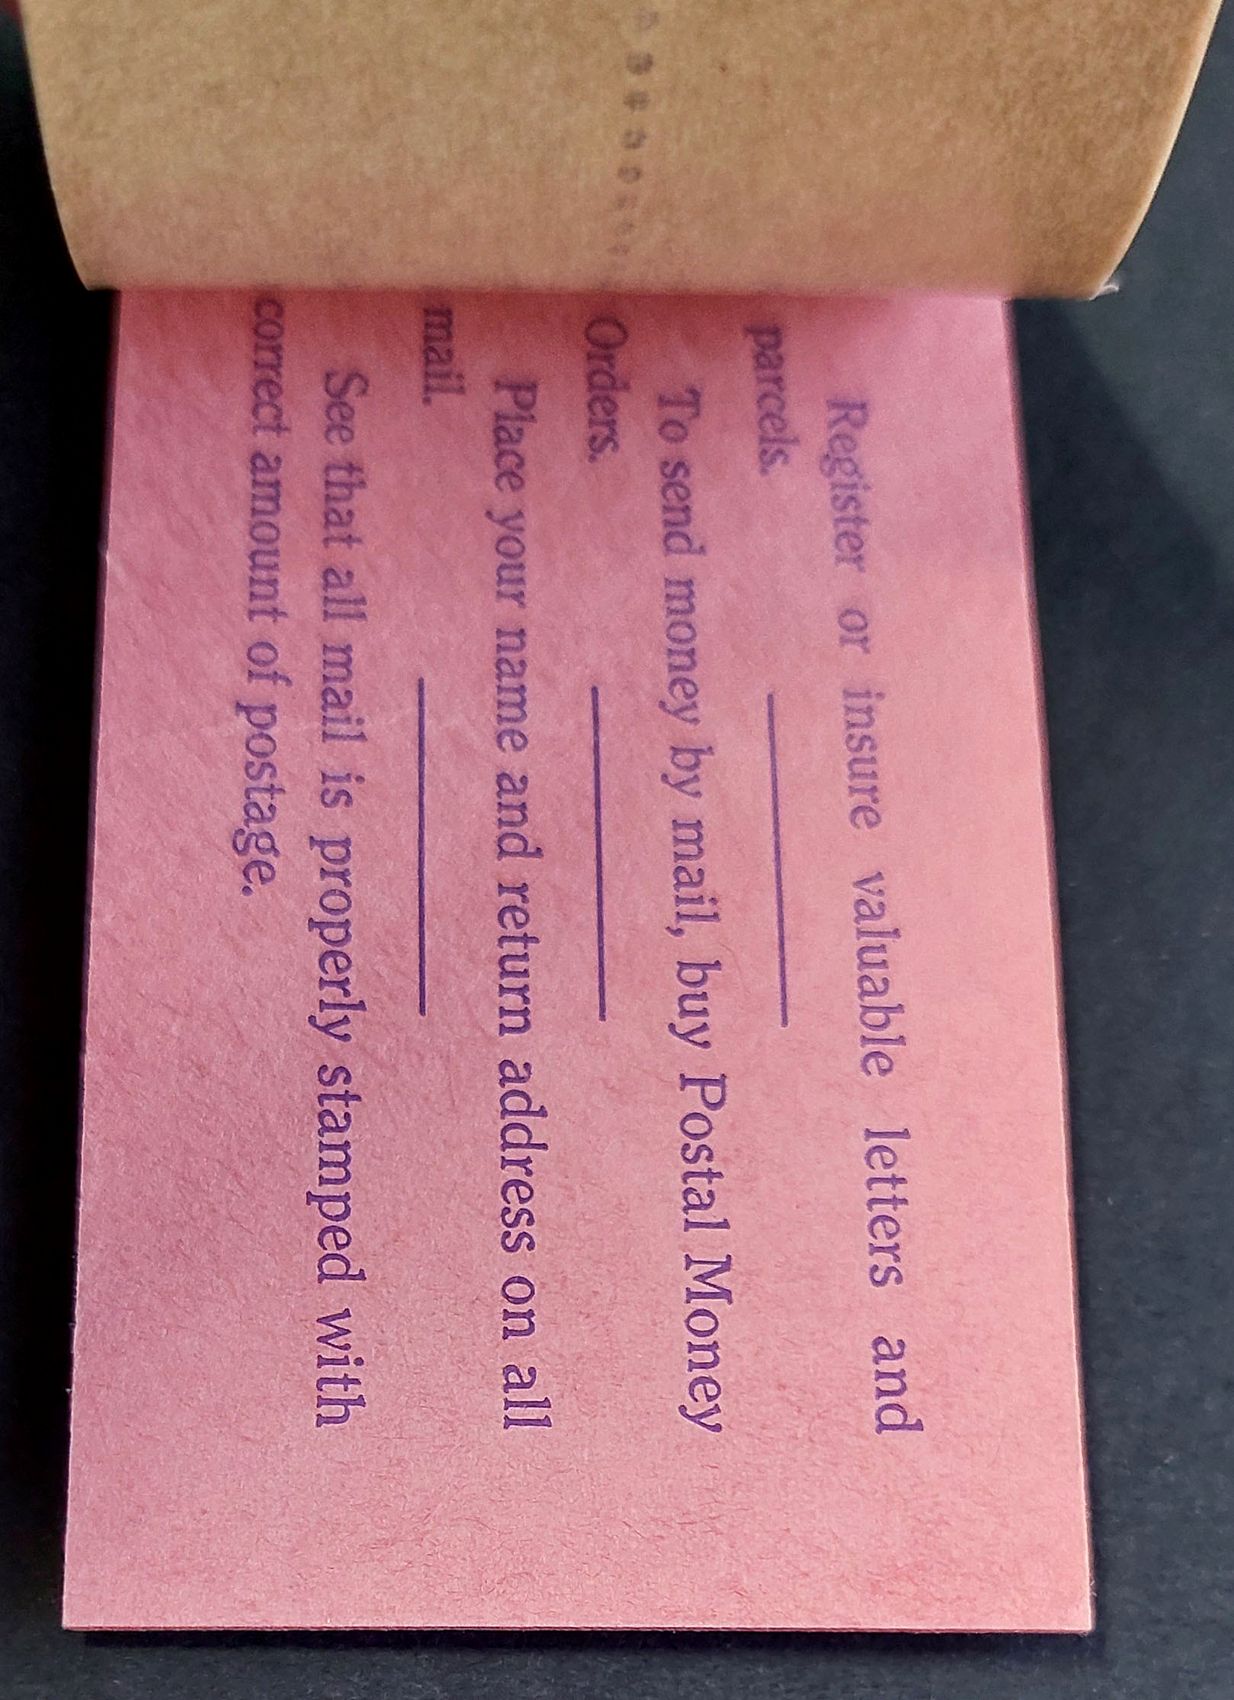 Register or insure valuable letters and
parcels.
To send money by mail, buy Postal Money
Orders.
Place your name and return address on all
mail.
See that all mail is properly stamped with
correct amount of postage.